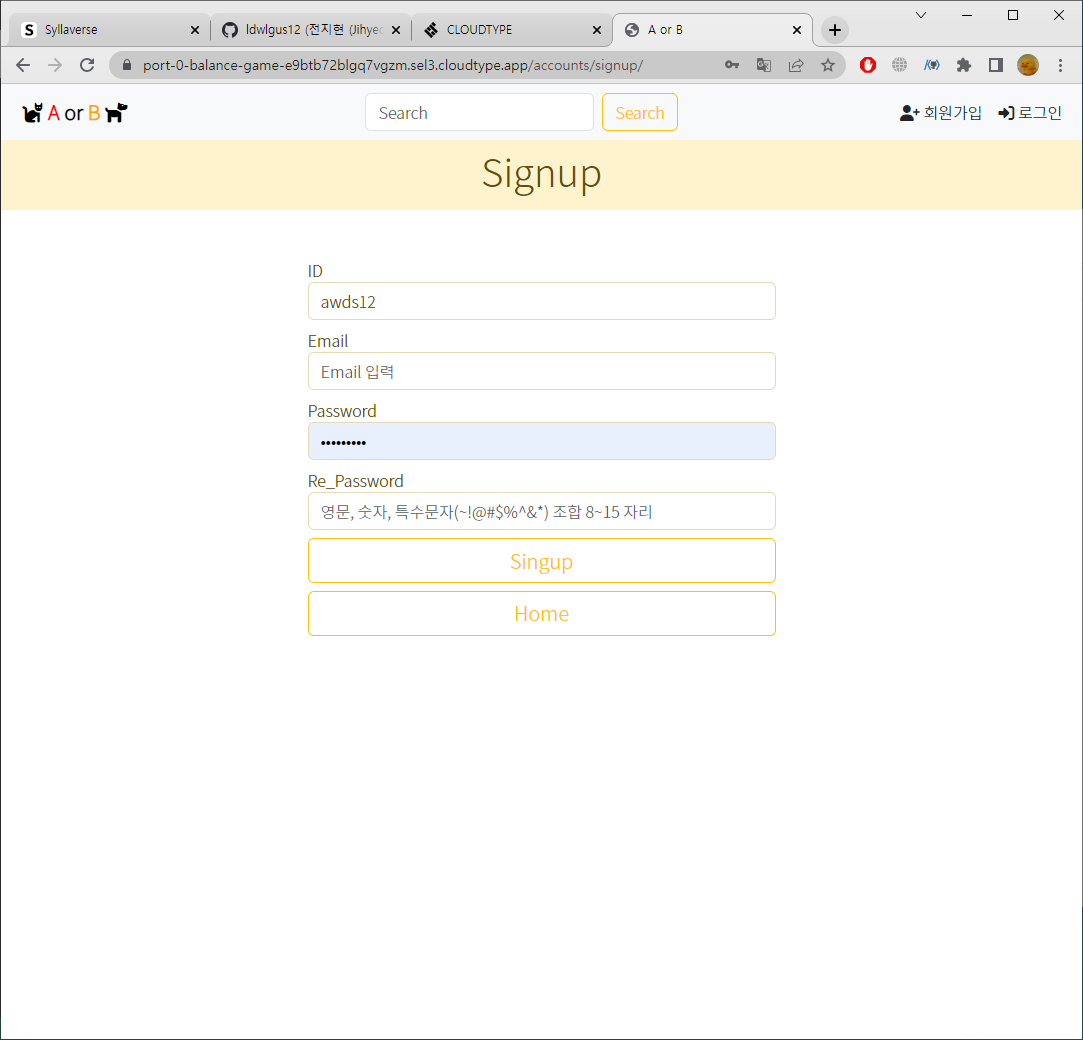 Syllaverse
ldwlgus12 (전지현 (Jihyeo
CLOUDTYPE
A or B
port-0-balance-game-e9btb72blgq7vgzm.sel3.cloudtype.app/accounts/signup/
A or B
Search
Search
회원가입
로그인
Signup
ID
awds12
Email
Email 입력
Password
•••••••••
Re_Password
영문, 숫자, 특수문자(~!@#$%^&*) 조합 8~15 자리
Singup
Home